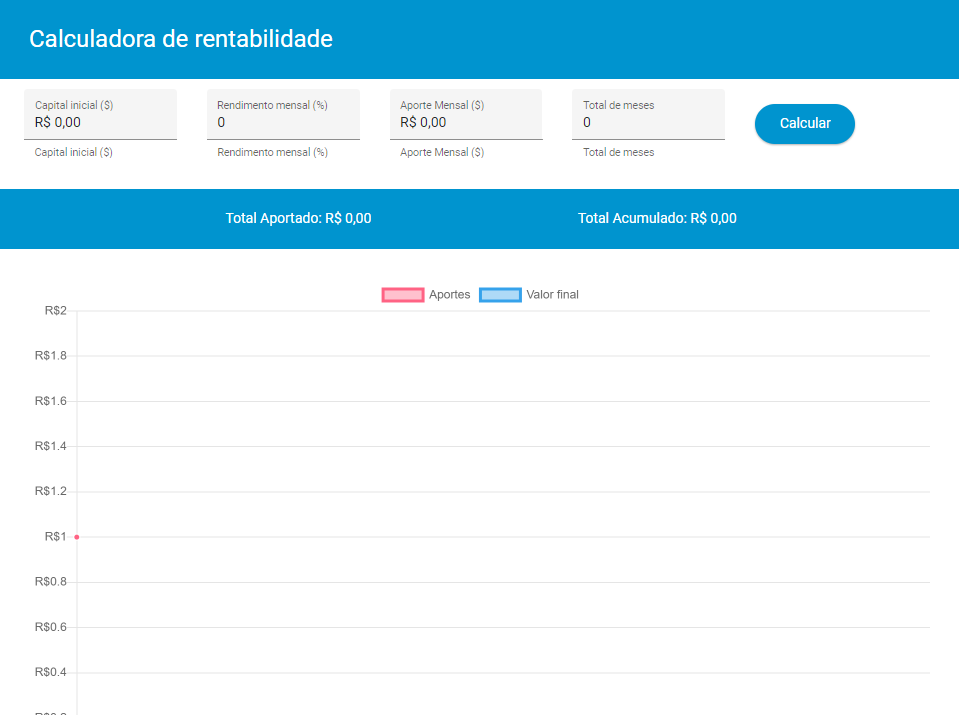 Calculadora de rentabilidade
Capital inicial ($) Rendimento mensal (%) Aporte Mensal ($) Total de meses
R$ 0,00 0 R$ 0,00 0
Calcular
Capital inicial ($) Rendimento mensal (%) Aporte Mensal ($) Total de meses
Total Aportado: R$ 0,00 Total Acumulado: R$ 0,00
Aportes Valor final
R$2
R$1.8
R$1.6
R$1.4
R$1.2
R$1
R$0.8
R$0.6
R$0.4